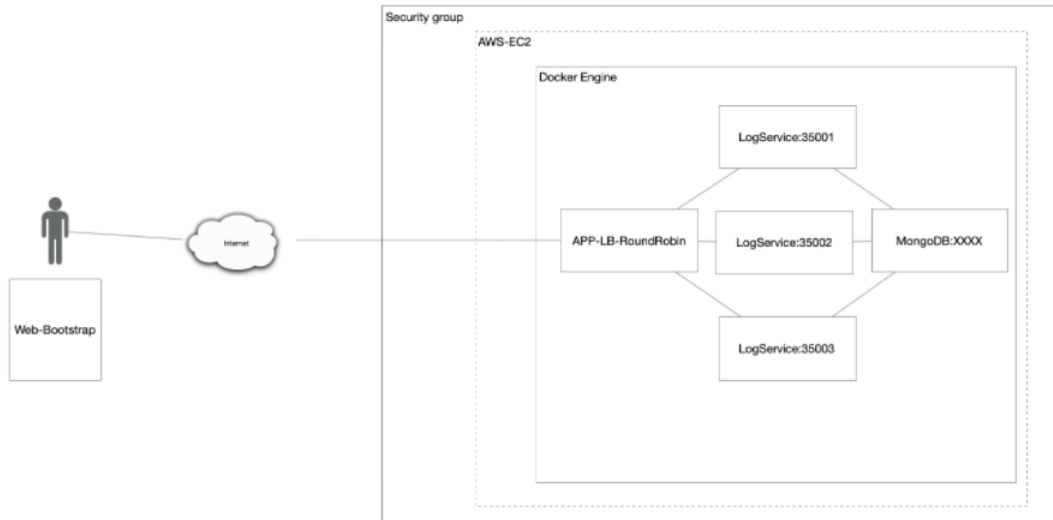 Security group
AWS-EC2
Docker Engine
LogService:35001
Internet
APP-LB-RoundRobin
LogService:35002
MongoDB:XXXX
Web-Bootstrap
LogService:35003